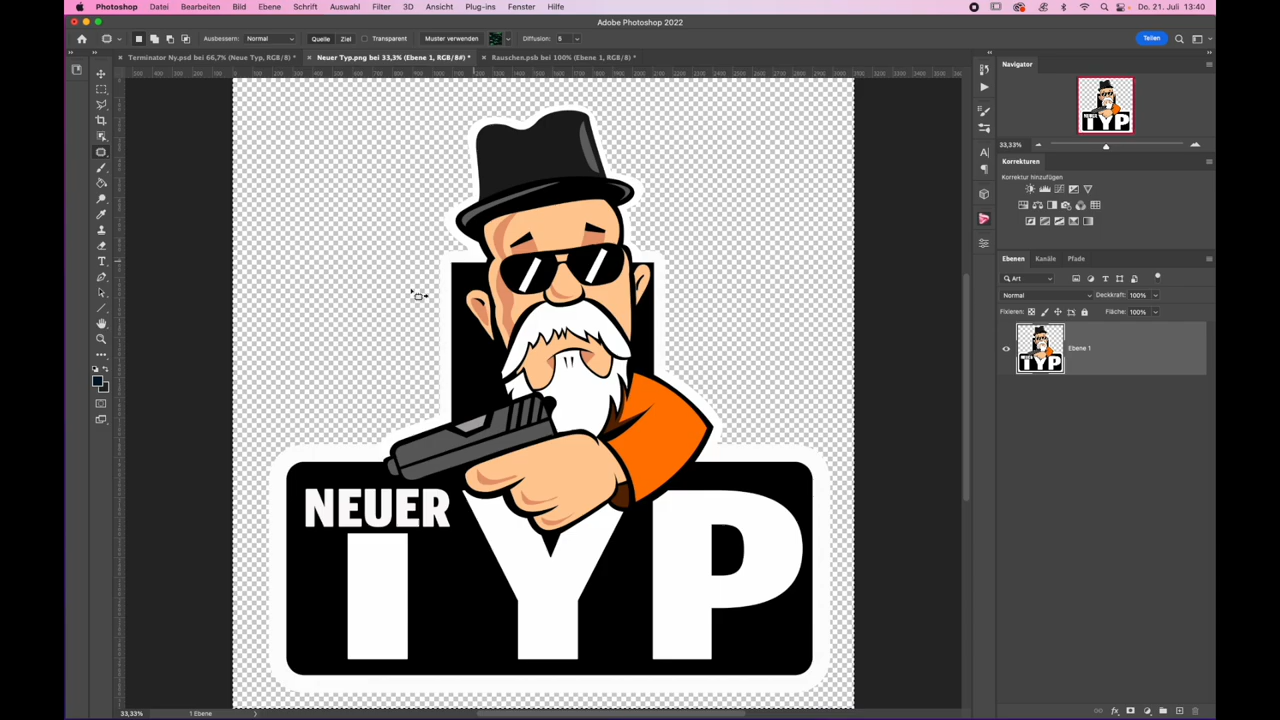 Photoshop Datei Bearbeiten Bild Ebene Schrift Auswahl Filter 3D Ansicht Plug-ins Fenster Hilfe Do. 21. Juli 13:40
Adobe Photoshop 2022
Ausbessern: Normal Quelle Ziel Transparent Muster verwenden Diffusion: 5 Teilen
Terminator Ny.psd bei 66,7% (Neue Typ, RGB/8) * Neuer Typ.png bei 33,3% (Ebene 1, RGB/8#) * Rauschen.psb bei 100% (Ebene 1, RGB/8) *
Navigator
NEUER
TYP
33,33%
Korrekturen
Korrektur hinzufügen
Ebenen Kanäle Pfade
Art
Normal Deckkraft: 100%
Fixieren: Fläche: 100%
Ebene 1
NEUER
TYP
33,33% 1 Ebene